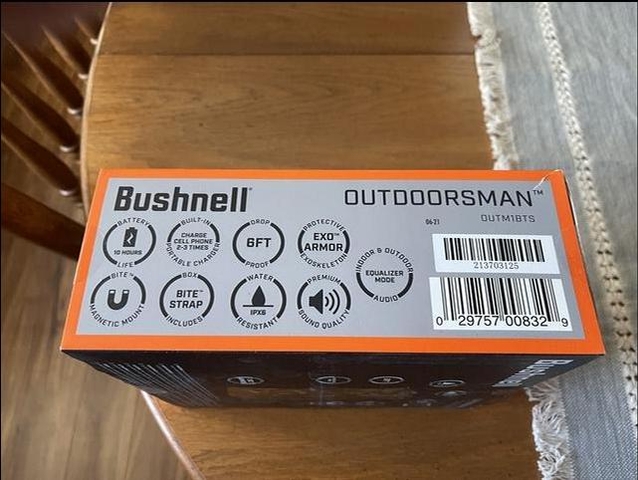 Bushnell®
OUTDOORSMAN™
06-21
OUTM1BTS
BATTERY
10 HOURS
LIFE
BUILT-IN
CHARGE
CELL PHONE
2-3 TIMES
PORTABLE CHARGER
DROP
6FT
PROOF
PROTECTIVE
EXO™
ARMOR
EXOSKELETON
INDOOR & OUTDOOR
EQUALIZER
MODE
AUDIO
BITE™
MAGNETIC MOUNT
BOX
BITE™
STRAP
INCLUDES
WATER
IPX6
RESISTANT
PREMIUM
SOUND QUALITY
213703125
0 29757 00832 9